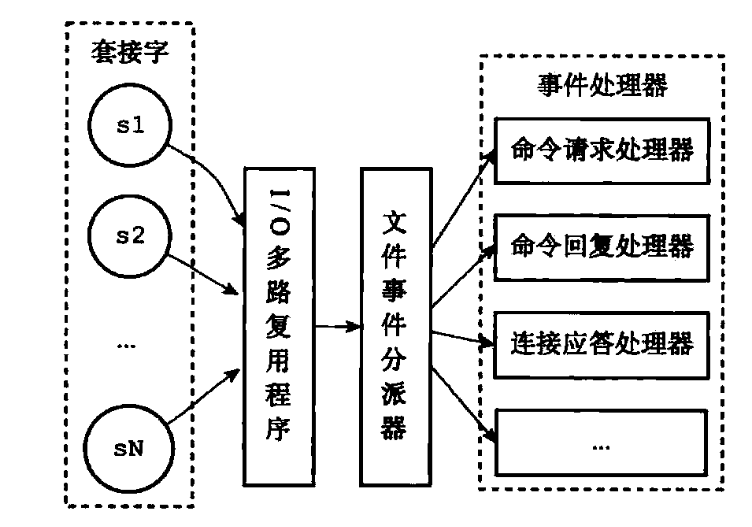 套接字
s1
s2
...
sN
I/O多路复用程序
文件事件分派器
事件处理器
命令请求处理器
命令回复处理器
连接应答处理器
...